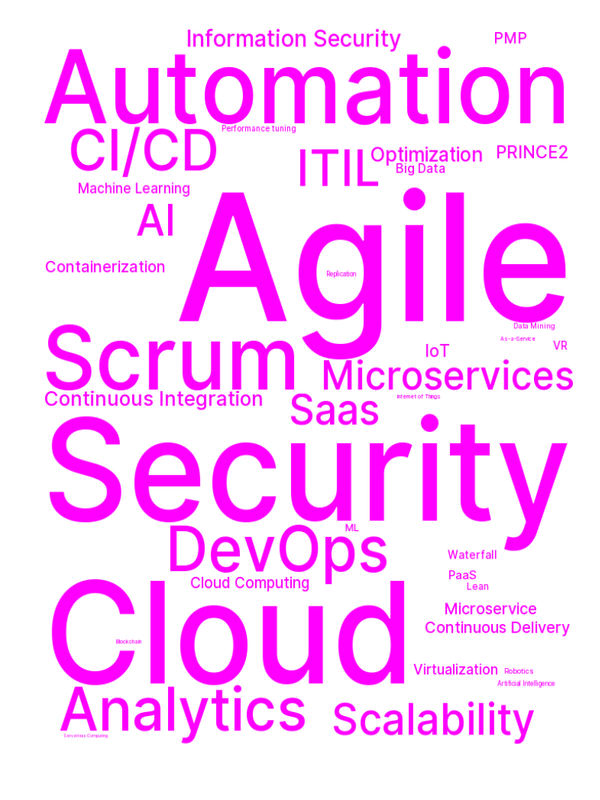 Information Security
PMP
Automation
Performance tuning
CI/CD
ITIL
Optimization
PRINCE2
Big Data
Machine Learning
AI
Agile
Containerization
Replication
Data Mining
As-a-Service
VR
Scrum
IoT
Microservices
Internet of Things
Continuous Integration
Saas
Security
ML
DevOps
Waterfall
PaaS
Lean
Cloud Computing
Cloud
Microservice
Continuous Delivery
Blockchain
Virtualization
Robotics
Artificial Intelligence
Analytics
Scalability
Serverless Computing